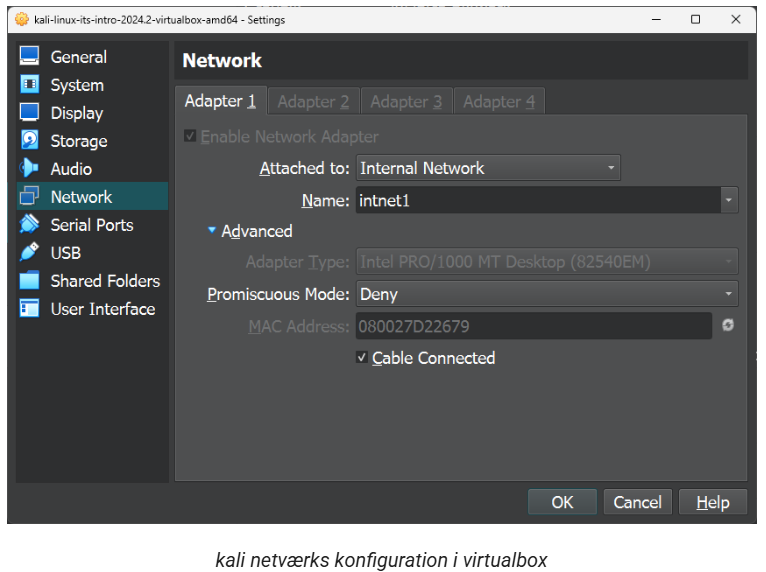 kali-linux-its-intro-2024.2-virtualbox-amd64 - Settings
General
System
Display
Storage
Audio
Network
Serial Ports
USB
Shared Folders
User Interface
Network
Adapter 1 Adapter 2 Adapter 3 Adapter 4
Enable Network Adapter
Attached to: Internal Network
Name: intnet1
Advanced
Adapter Type: Intel PRO/1000 MT Desktop (82540EM)
Promiscuous Mode: Deny
MAC Address: 080027D22679
Cable Connected
OK Cancel Help
kali netværks konfiguration i virtualbox